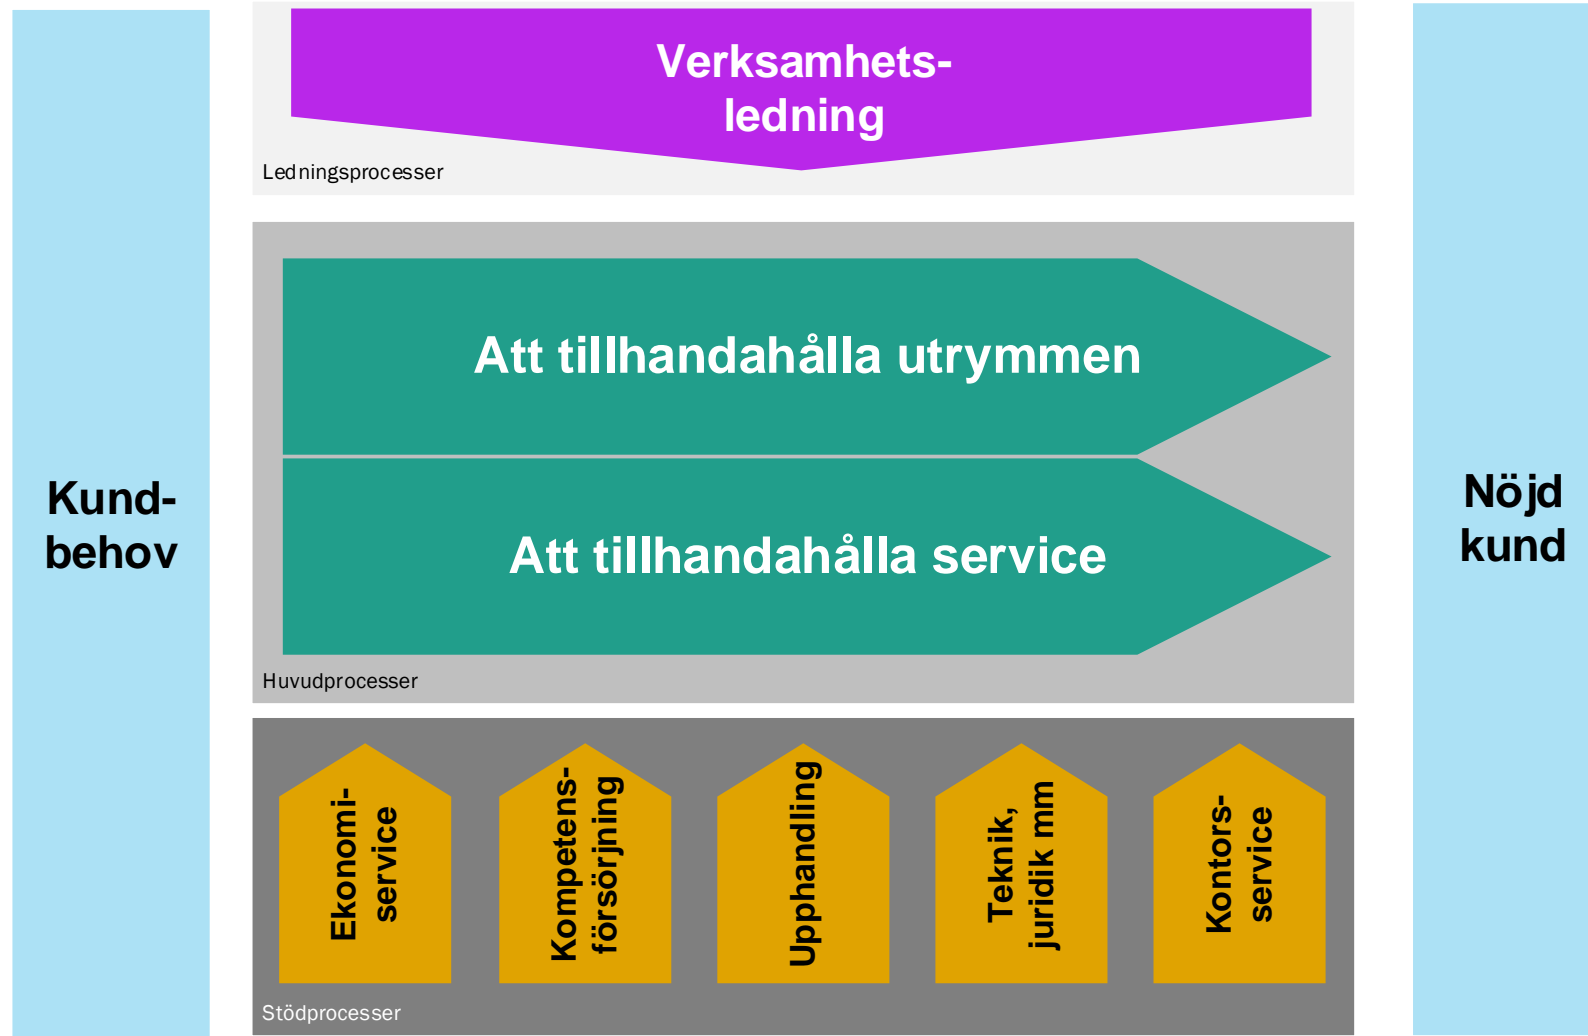 Kund-
behov
Verksamhets-
ledning
Ledningsprocesser
Att tillhandahålla utrymmen
Att tillhandahålla service
Huvudprocesser
Ekonomi-
service
Kompetens-
försörjning
Upphandling
Teknik,
juridik mm
Kontors-
service
Stödprocesser
Nöjd
kund